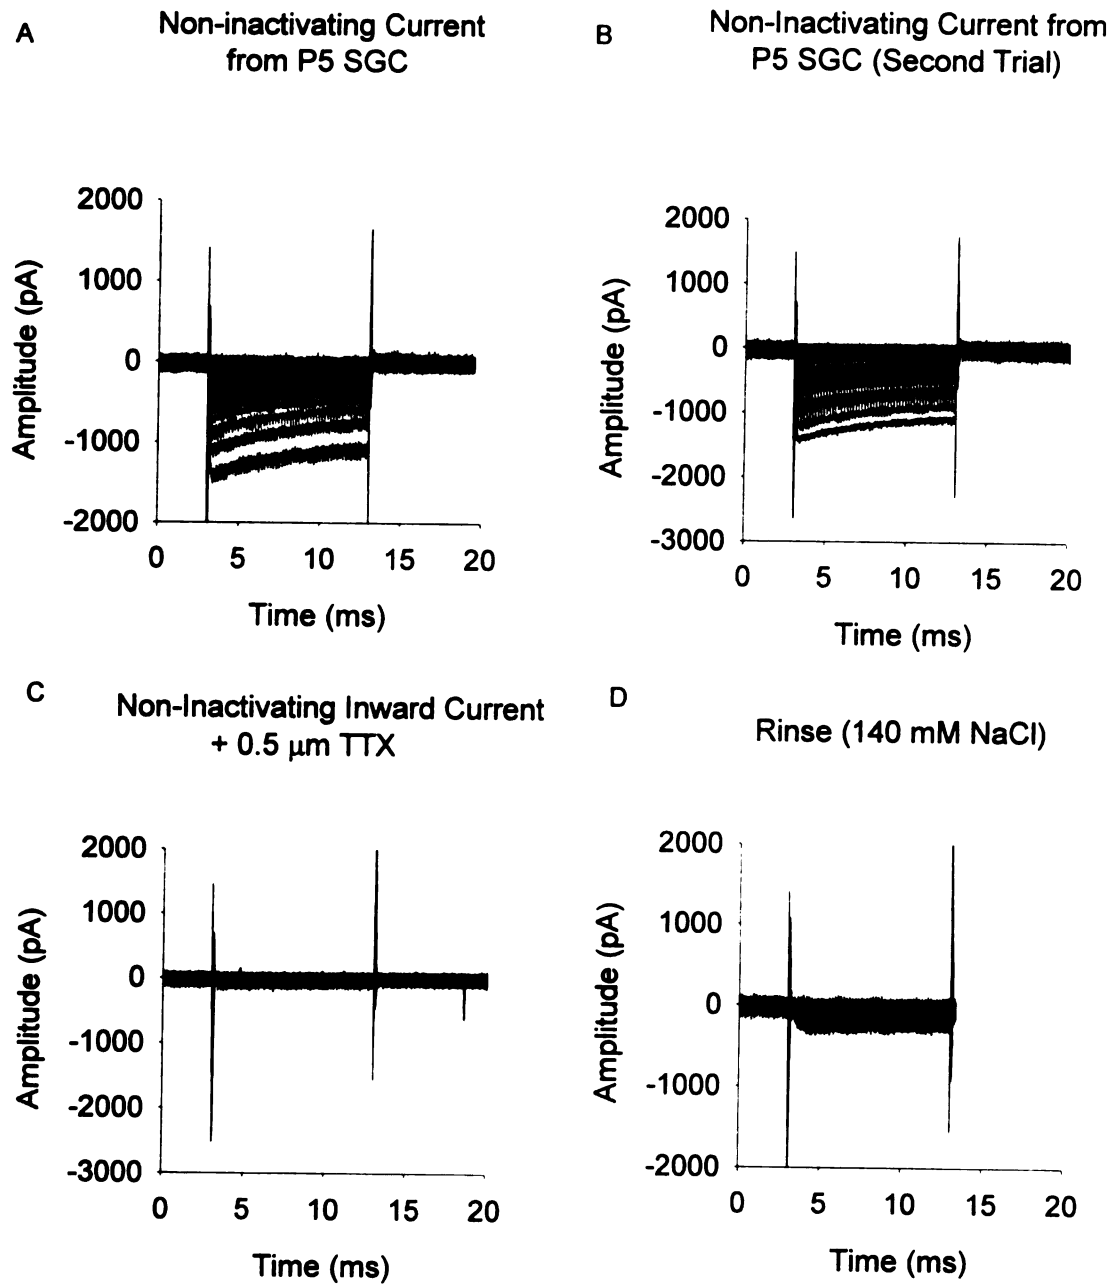 A
Non-inactivating Current
from P5 SGC
2000
1000
0
-1000
-2000
Amplitude (pA)
0 5 10 15 20
Time (ms)
B
Non-Inactivating Current from
P5 SGC (Second Trial)
2000
1000
0
-1000
-2000
-3000
Amplitude (pA)
0 5 10 15 20
Time (ms)
C
Non-Inactivating Inward Current
+ 0.5 μm TTX
2000
1000
0
-1000
-2000
-3000
Amplitude (pA)
0 5 10 15 20
Time (ms)
D
Rinse (140 mM NaCl)
2000
1000
0
-1000
-2000
Amplitude (pA)
0 5 10 15 20
Time (ms)